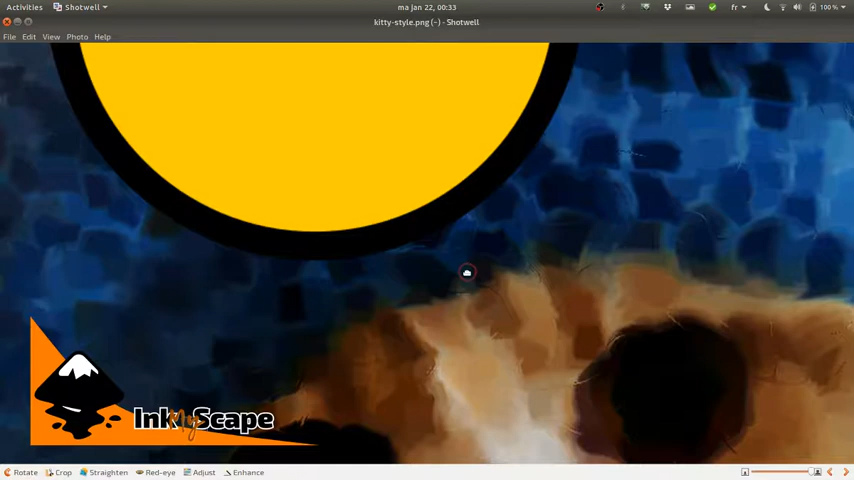 Activities Shotwell ma jan 22, 00:33 fr 100 %
kitty-style.png (~) - Shotwell
File Edit View Photo Help
InkMyScape
Rotate Crop Straighten Red-eye Adjust Enhance